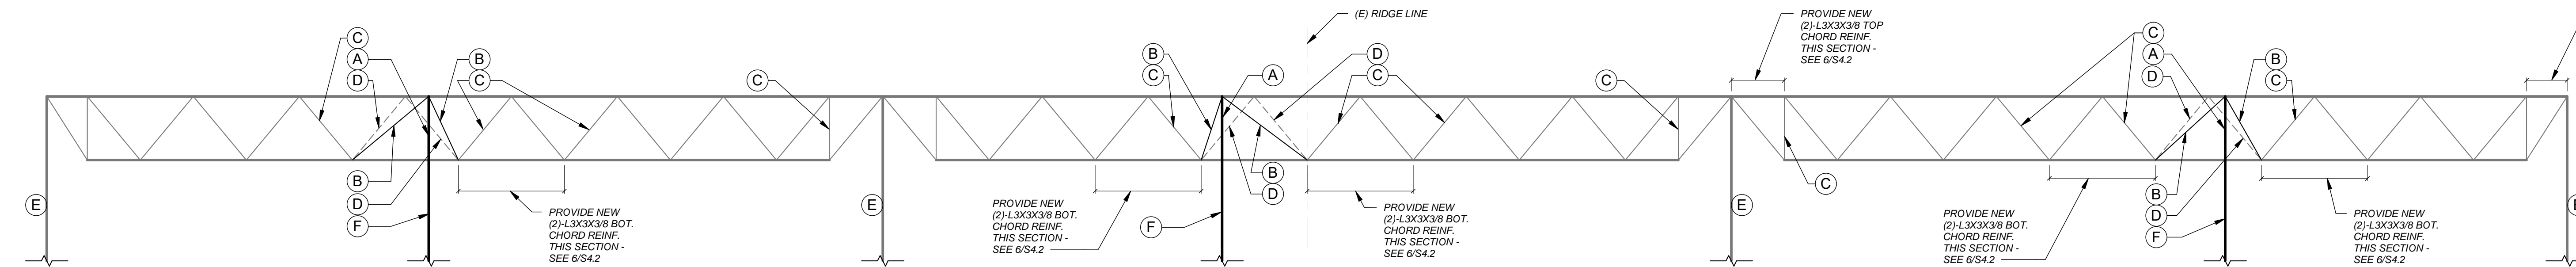 (E) RIDGE LINE
PROVIDE NEW
(2)-L3X3X3/8 TOP
CHORD REINF.
THIS SECTION -
SEE 6/S4.2
C
A
D
B
C
C
B
C
A
D
C
C
C
A
D
B
C
B
D
F
E
PROVIDE NEW
(2)-L3X3X3/8 BOT.
CHORD REINF.
THIS SECTION -
SEE 6/S4.2
E
PROVIDE NEW
(2)-L3X3X3/8 BOT.
CHORD REINF.
THIS SECTION -
SEE 6/S4.2
F
B
D
PROVIDE NEW
(2)-L3X3X3/8 BOT.
CHORD REINF.
THIS SECTION -
SEE 6/S4.2
E
C
PROVIDE NEW
(2)-L3X3X3/8 BOT.
CHORD REINF.
THIS SECTION -
SEE 6/S4.2
B
D
F
PROVIDE NEW
(2)-L3X3X3/8 BOT.
CHORD REINF.
THIS SECTION -
SEE 6/S4.2